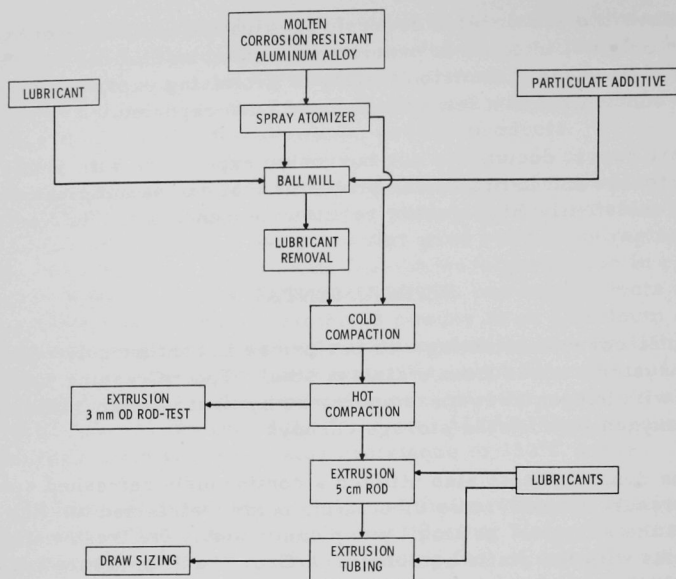 MOLTEN
CORROSION RESISTANT
ALUMINUM ALLOY
LUBRICANT
PARTICULATE ADDITIVE
SPRAY ATOMIZER
BALL MILL
LUBRICANT
REMOVAL
COLD
COMPACTION
EXTRUSION
3 mm OD ROD-TEST
HOT
COMPACTION
EXTRUSION
5 cm ROD
LUBRICANTS
DRAW SIZING
EXTRUSION
TUBING